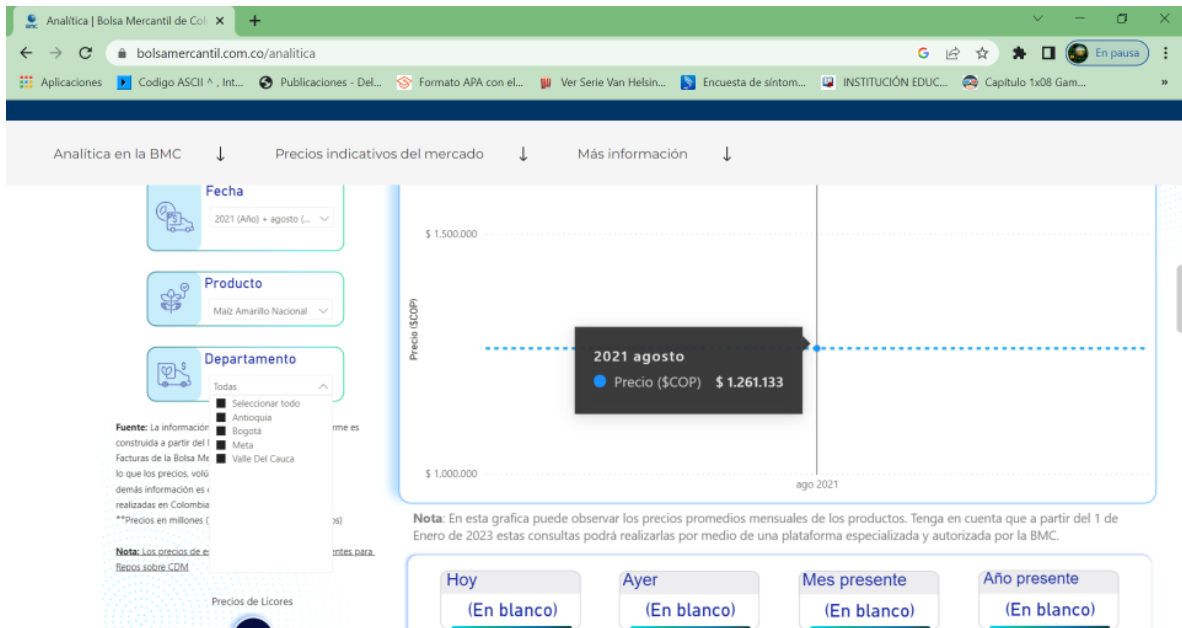 Analítica | Bolsa Mercantil de Col
bolsamercantil.com.co/analitica
En pausa
Aplicaciones
Codigo ASCII ^ , Int...
Publicaciones - Del...
Formato APA con el...
Ver Serie Van Helsin...
Encuesta de síntom...
INSTITUCIÓN EDUC...
Capítulo 1x08 Gam...
»
Analítica en la BMC ↓
Precios indicativos del mercado ↓
Más información ↓
Fecha
2021 (Año) + agosto (...
Producto
Maíz Amarillo Nacional
Departamento
Todas
Seleccionar todo
Antioquia
Bogotá
Meta
Valle Del Cauca
Fuente: La información rme es
construida a partir del
Facturas de la Bolsa Me
lo que los precios, volú
demás información es
realizadas en Colombia
**Precios en millones ( os)
Nota: Los precios de e entes para
Repos sobre CDM
Precios de Licores
$ 1.500.000
Precio ($COP)
2021 agosto
Precio ($COP) $ 1.261.133
$ 1.000.000
ago 2021
Nota: En esta grafica puede observar los precios promedios mensuales de los productos. Tenga en cuenta que a partir del 1 de
Enero de 2023 estas consultas podrá realizarlas por medio de una plataforma especializada y autorizada por la BMC.
Hoy
(En blanco)
Ayer
(En blanco)
Mes presente
(En blanco)
Año presente
(En blanco)